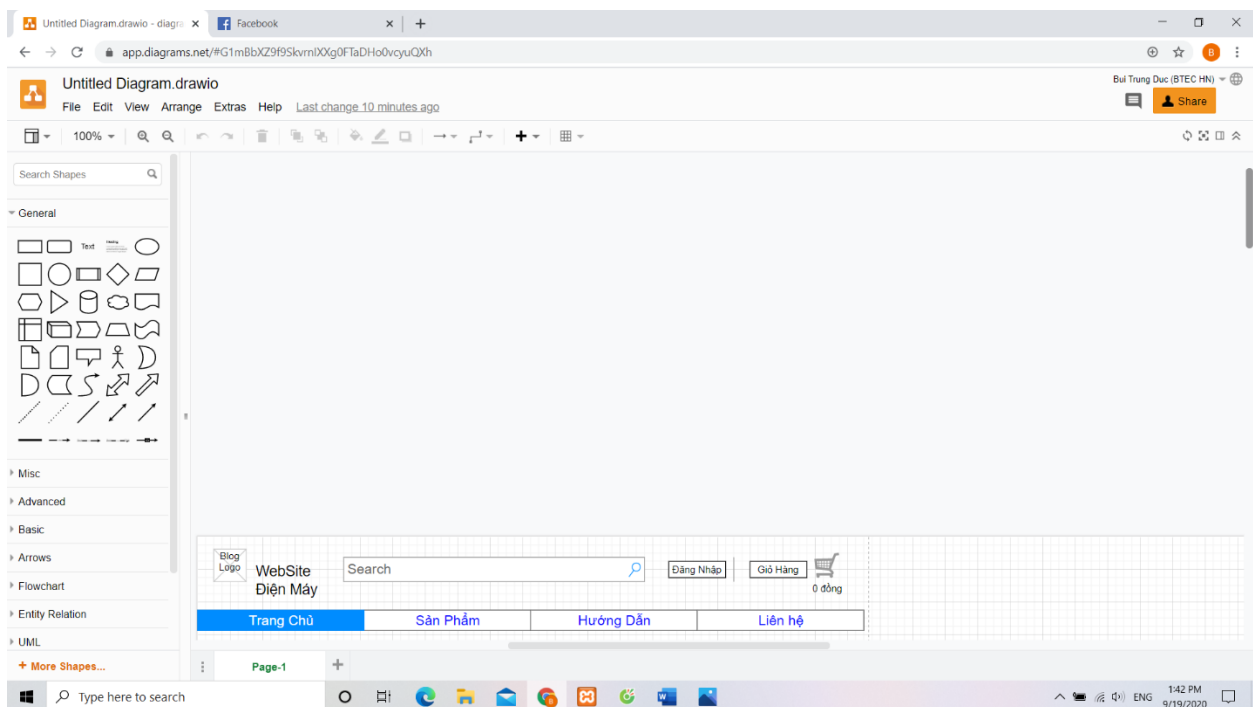 Untitled Diagram.drawio - diagra
Facebook
app.diagrams.net/#G1mBbXZ9f9SkvrnlXXg0FTaDHo0vcyuQXh
B
Untitled Diagram.drawio
Bui Trung Duc (BTEC HN)
File Edit View Arrange Extras Help Last change 10 minutes ago
Share
100%
Search Shapes
General
Text
Heading
Misc
Advanced
Basic
Arrows
Flowchart
Entity Relation
UML
+ More Shapes...
Blog
Logo
WebSite
Điện Máy
Search
Đăng Nhập
Giỏ Hàng
0 đồng
Trang Chủ
Sản Phẩm
Hướng Dẫn
Liên hệ
Page-1
Type here to search
ENG
1:42 PM
9/19/2020